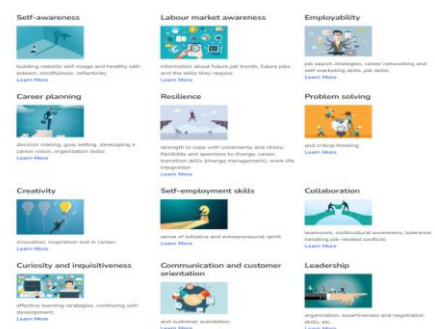 Self-awareness
building realistic self-image and healthy self-
esteem, mindfulness, reflectivity
Learn More
Labour market awareness
information about future job trends, future jobs
and the skills they require.
Learn More
Employability
job search strategies, career networking and
self-marketing skills, job skills
Learn More
Career planning
decision making, goal setting, developing a
career vision, organization skills.
Learn More
Resilience
strength to cope with uncertainty and stress
flexibility and openness to change, career
transition skills (change management), work-life
integration
Learn More
Problem solving
and critical thinking
Learn More
Creativity
innovation, inspiration and in career.
Learn More
Self-employment skills
sense of initiative and entrepreneurial spirit.
Learn More
Collaboration
teamwork, multicultural awareness, tolerance,
handling job-related conflicts
Learn More
Curiosity and inquisitiveness
effective learning strategies, continuing self-
development.
Learn More
Communication and customer
orientation
and customer orientation
Learn More
Leadership
organization, assertiveness and negotiation
skills, etc.
Learn More